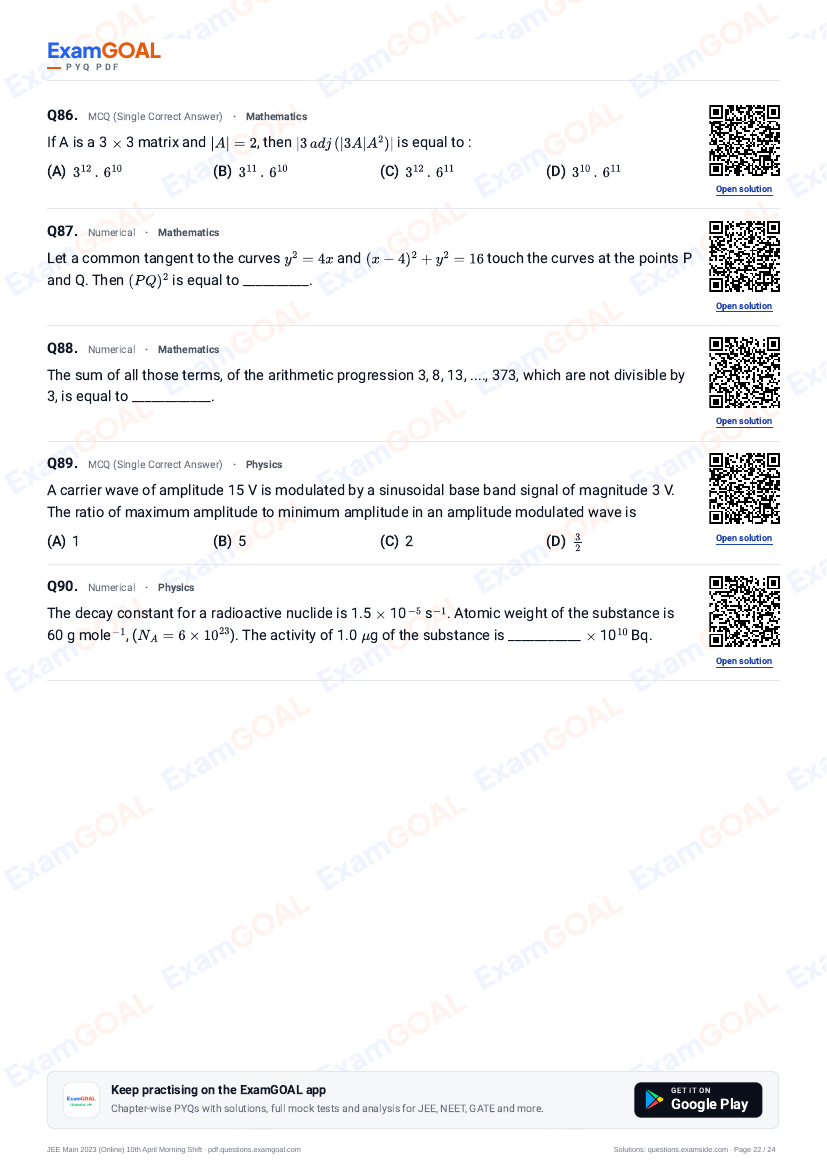 ExamGOAL
PYQ PDF
Q86. MCQ (Single Correct Answer) · Mathematics
If A is a 3 × 3 matrix and |A| = 2, then |3 adj (|3A|A²)| is equal to :
(A) 3¹² . 6¹⁰ (B) 3¹¹ . 6¹⁰ (C) 3¹² . 6¹¹ (D) 3¹⁰ . 6¹¹
Open solution
Q87. Numerical · Mathematics
Let a common tangent to the curves y² = 4x and (x − 4)² + y² = 16 touch the curves at the points P
and Q. Then (PQ)² is equal to __________.
Open solution
Q88. Numerical · Mathematics
The sum of all those terms, of the arithmetic progression 3, 8, 13, ...., 373, which are not divisible by
3, is equal to ____________.
Open solution
Q89. MCQ (Single Correct Answer) · Physics
A carrier wave of amplitude 15 V is modulated by a sinusoidal base band signal of magnitude 3 V.
The ratio of maximum amplitude to minimum amplitude in an amplitude modulated wave is
(A) 1 (B) 5 (C) 2 (D) 3/2
Open solution
Q90. Numerical · Physics
The decay constant for a radioactive nuclide is 1.5 × 10⁻⁵ s⁻¹. Atomic weight of the substance is
60 g mole⁻¹, (N_A = 6 × 10²³). The activity of 1.0 μg of the substance is ___________ × 10¹⁰ Bq.
Open solution
Keep practising on the ExamGOAL app
Chapter-wise PYQs with solutions, full mock tests and analysis for JEE, NEET, GATE and more.
ExamGOAL
GET IT ON
Google Play
JEE Main 2023 (Online) 10th April Morning Shift · pdf.questions.examgoal.com
Solutions: questions.examside.com · Page 22 / 24